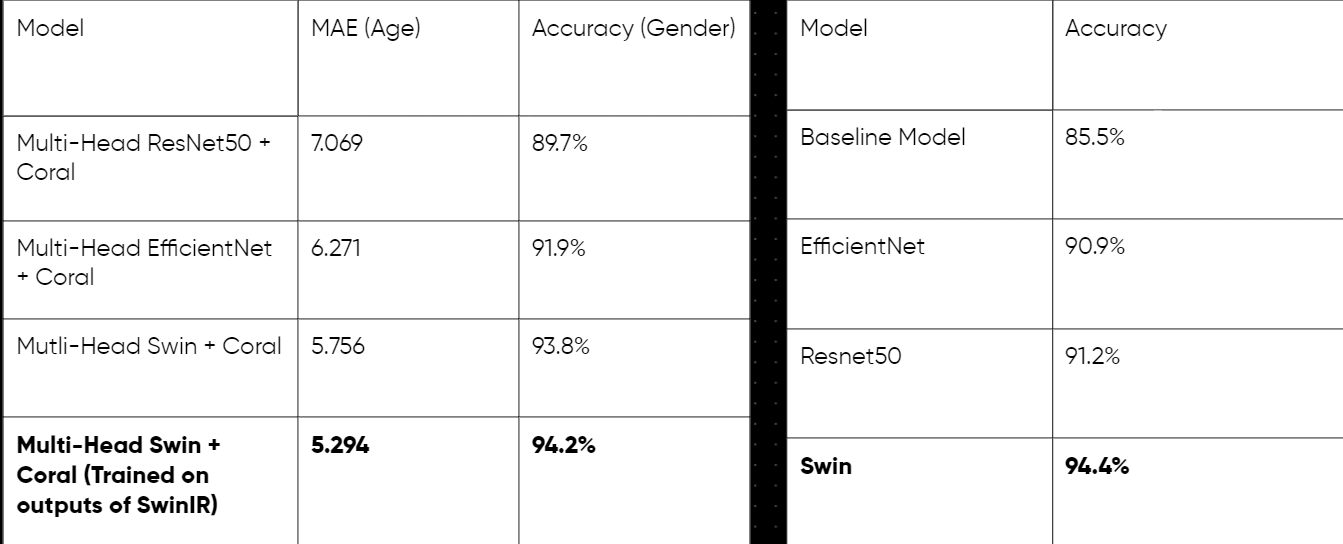 Model MAE (Age) Accuracy (Gender)
Multi-Head ResNet50 + 7.069 89.7%
Coral
Multi-Head EfficientNet 6.271 91.9%
+ Coral
Mutli-Head Swin + Coral 5.756 93.8%
Multi-Head Swin + 5.294 94.2%
Coral (Trained on
outputs of SwinIR)
Model Accuracy
Baseline Model 85.5%
EfficientNet 90.9%
Resnet50 91.2%
Swin 94.4%